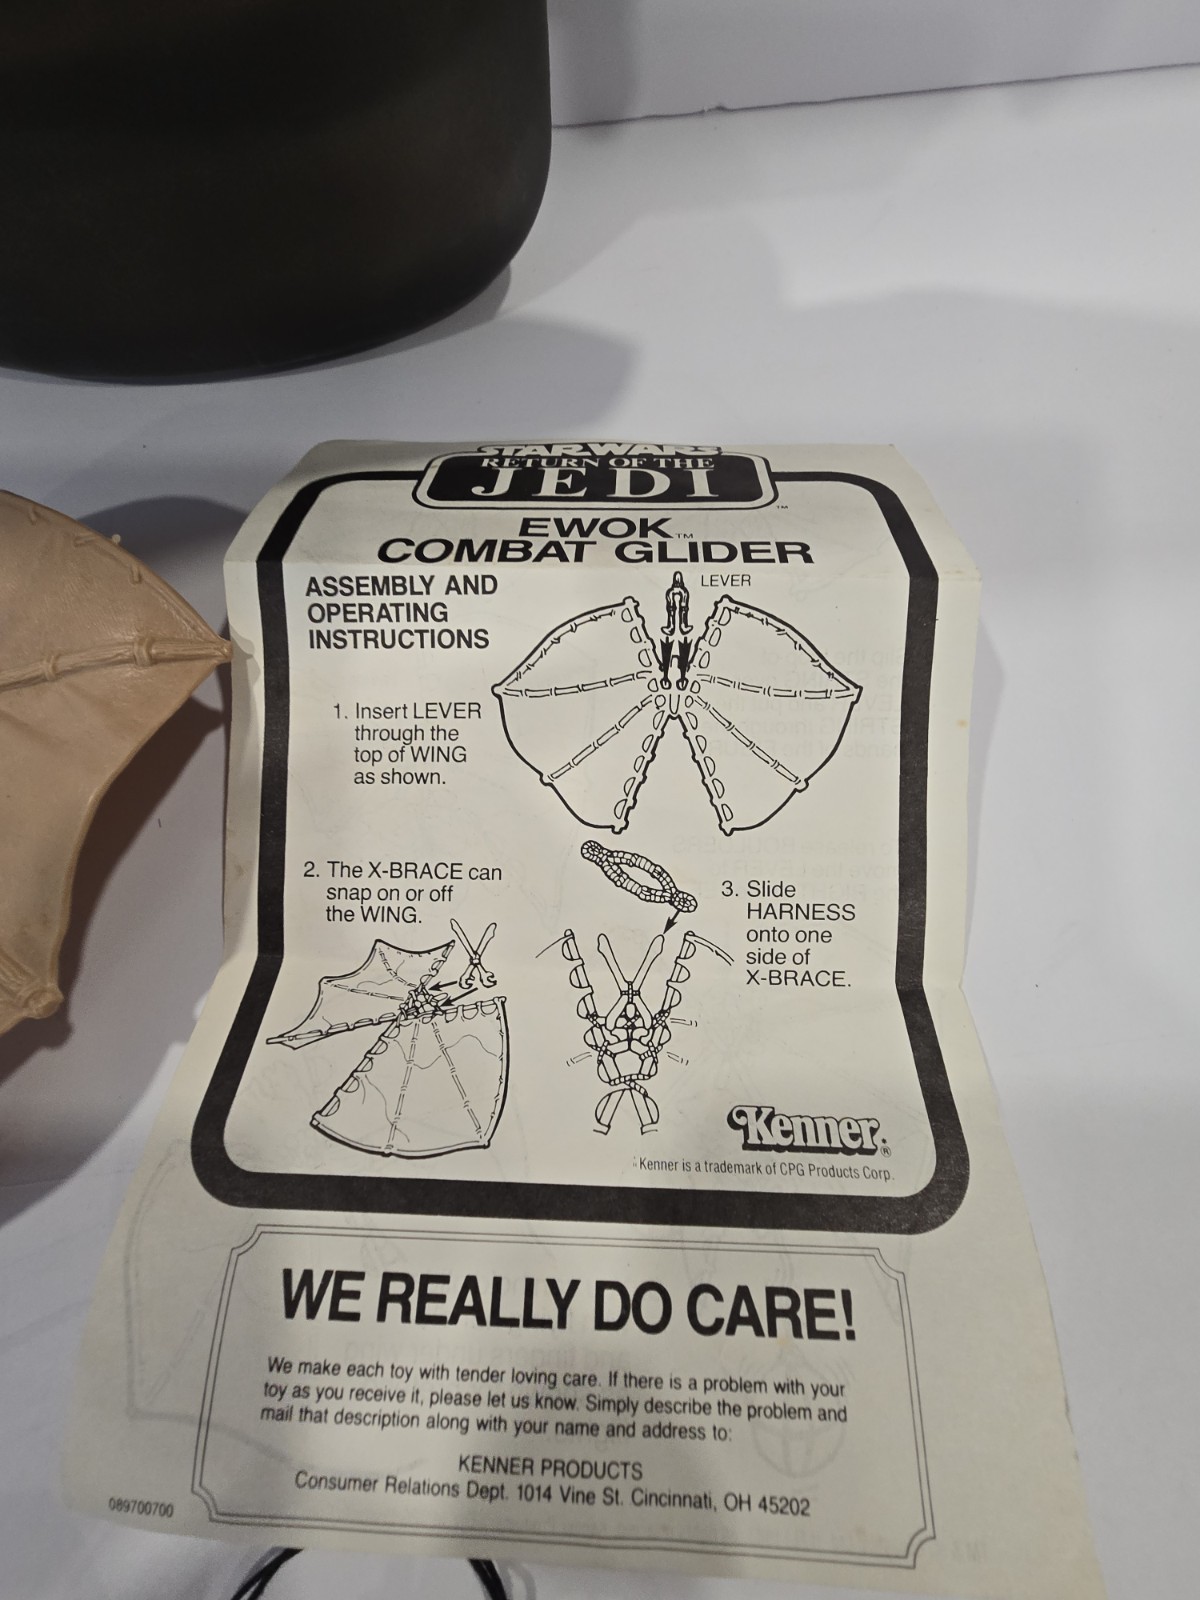 STAR WARS
RETURN OF THE
JEDI
TM
EWOK TM
COMBAT GLIDER
ASSEMBLY AND
OPERATING
INSTRUCTIONS
LEVER
1. Insert LEVER
through the
top of WING
as shown.
2. The X-BRACE can
snap on or off
the WING.
3. Slide
HARNESS
onto one
side of
X-BRACE.
Kenner®
Kenner is a trademark of CPG Products Corp.
WE REALLY DO CARE!
We make each toy with tender loving care. If there is a problem with your
toy as you receive it, please let us know. Simply describe the problem and
mail that description along with your name and address to:
KENNER PRODUCTS
Consumer Relations Dept. 1014 Vine St. Cincinnati, OH 45202
089700700